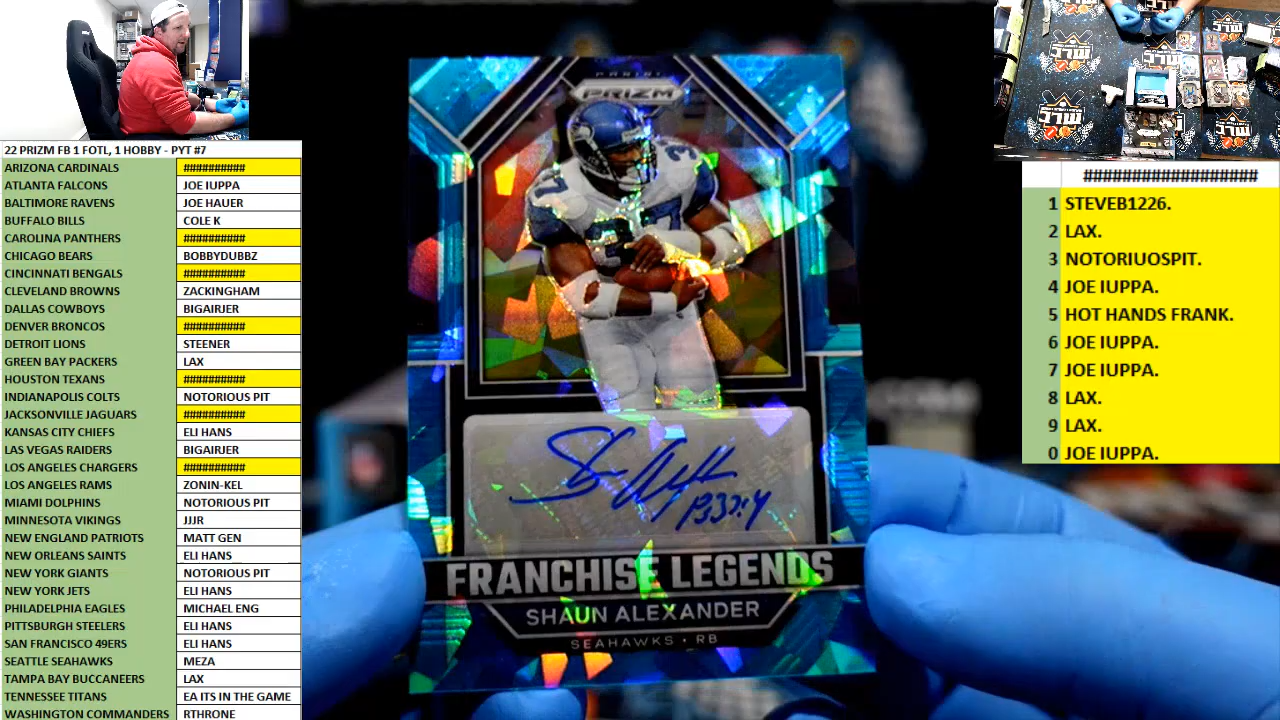 22 PRIZM FB 1 FOTL, 1 HOBBY - PYT #7
ARIZONA CARDINALS ##########
ATLANTA FALCONS JOE IUPPA
BALTIMORE RAVENS JOE HAUER
BUFFALO BILLS COLE K
CAROLINA PANTHERS ##########
CHICAGO BEARS BOBBYDUBBZ
CINCINNATI BENGALS ##########
CLEVELAND BROWNS ZACKINGHAM
DALLAS COWBOYS BIGAIRJER
DENVER BRONCOS ##########
DETROIT LIONS STEENER
GREEN BAY PACKERS LAX
HOUSTON TEXANS ##########
INDIANAPOLIS COLTS NOTORIOUS PIT
JACKSONVILLE JAGUARS ##########
KANSAS CITY CHIEFS ELI HANS
LAS VEGAS RAIDERS BIGAIRJER
LOS ANGELES CHARGERS ##########
LOS ANGELES RAMS ZONIN-KEL
MIAMI DOLPHINS NOTORIOUS PIT
MINNESOTA VIKINGS JJJR
NEW ENGLAND PATRIOTS MATT GEN
NEW ORLEANS SAINTS ELI HANS
NEW YORK GIANTS NOTORIOUS PIT
NEW YORK JETS ELI HANS
PHILADELPHIA EAGLES MICHAEL ENG
PITTSBURGH STEELERS ELI HANS
SAN FRANCISCO 49ERS ELI HANS
SEATTLE SEAHAWKS MEZA
TAMPA BAY BUCCANEERS LAX
TENNESSEE TITANS EA ITS IN THE GAME
WASHINGTON COMMANDERS RTHRONE
PANINI
PRIZM
37
FRANCHISE LEGENDS
SHAUN ALEXANDER
SEAHAWKS • RB
##################
1 STEVEB1226.
2 LAX.
3 NOTORIUOSPIT.
4 JOE IUPPA.
5 HOT HANDS FRANK.
6 JOE IUPPA.
7 JOE IUPPA.
8 LAX.
9 LAX.
0 JOE IUPPA.